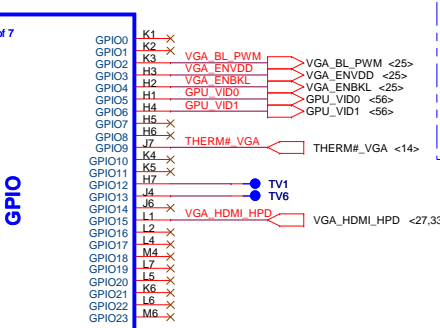 of 7
GPIO
GPIO0 K1
GPIO1 K2
GPIO2 K3 VGA_BL_PWM VGA_BL_PWM <25>
GPIO3 H3 VGA_ENVDD VGA_ENVDD <25>
GPIO4 H2 VGA_ENBKL VGA_ENBKL <25>
GPIO5 H1 GPU_VID0 GPU_VID0 <56>
GPIO6 H4 GPU_VID1 GPU_VID1 <56>
GPIO7 H5
GPIO8 H6
GPIO9 J7 THERM#_VGA THERM#_VGA <14>
GPIO10 K4
GPIO11 K5
GPIO12 H7 TV1
GPIO13 J4 TV6
GPIO14 J6
GPIO15 L1 VGA_HDMI_HPD VGA_HDMI_HPD <27,33
GPIO16 L2
GPIO17 L4
GPIO18 M4
GPIO19 L7
GPIO20 L5
GPIO21 K6
GPIO22 L6
GPIO23 M6